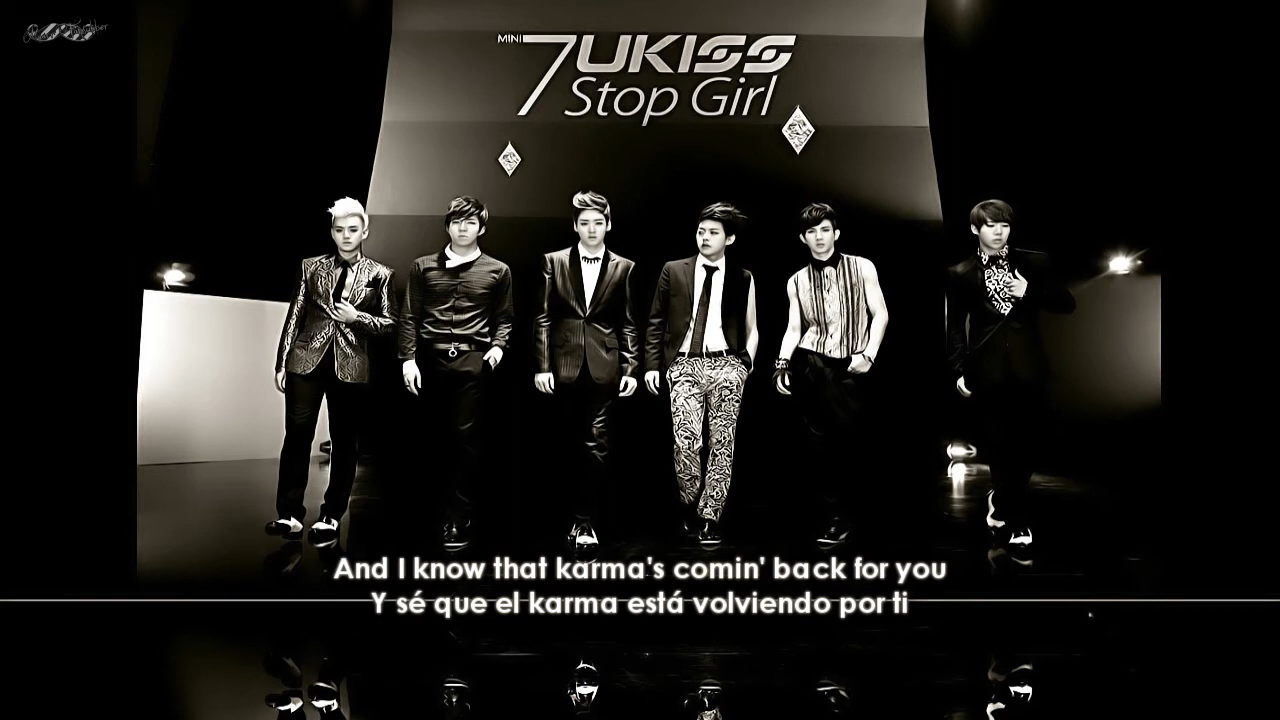 MINI
7 UKISS
Stop Girl
And I know that karma's comin' back for you
Y sé que el karma está volviendo por ti